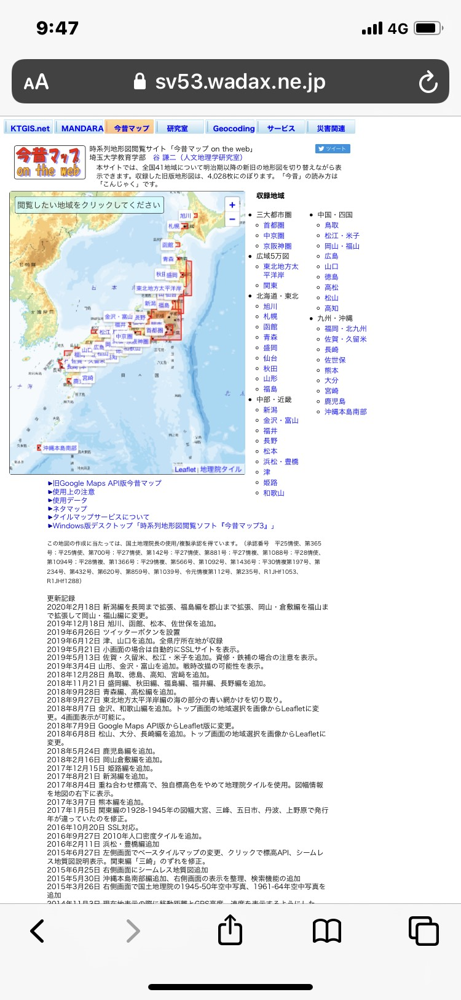 9:47
4G
AA
sv53.wadax.ne.jp
KTGIS.net
MANDARA
今昔マップ
研究室
Geocoding
サービス
災害関連
今昔マップ
on the web
時系列地形図閲覧サイト「今昔マップ on the web」
ツイート
埼玉大学教育学部 谷 謙二（人文地理学研究室）
本サイトでは、全国41地域について明治期以降の新旧の地形図を切り替えながら表
示できます。収録した旧版地形図は、4,028枚にのぼります。「今昔」の読み方は
「こんじゃく」です。
閲覧したい地域をクリックしてください
+
−
旭川
札幌
函館
青森
盛岡
東北地方太平洋岸
新潟
福島
金沢・富山
長野
福井
首都圏
松江
中京圏
山口
広島
宮崎
沖縄本島南部
日 本 海
Leaflet | 地理院タイル
収録地域
三大都市圏
首都圏
中京圏
京阪神圏
広域5万図
東北地方太
平洋岸
関東
北海道・東北
旭川
札幌
函館
青森
盛岡
仙台
秋田
山形
福島
中部・近畿
新潟
金沢・富山
福井
長野
松本
浜松・豊橋
津
姫路
和歌山
中国・四国
鳥取
松江・米子
岡山・福山
広島
山口
徳島
高松
松山
高知
九州・沖縄
福岡・北九州
佐賀・久留米
長崎
佐世保
熊本
大分
宮崎
鹿児島
沖縄本島南部
▶旧Google Maps API版今昔マップ
▶使用上の注意
▶使用データ
▶ネタマップ
▶タイルマップサービスについて
▶Windows版デスクトップ「時系列地形図閲覧ソフト『今昔マップ3』」
この地図の作成に当たっては、国土地理院長の使用/複製承認を得ています。（承認番号　平25情使、第365
号；平25情使、第700号；平27情使、第142号；平27情使、第881号；平27情複、第1088号；平28情使、
第1094号；平28情複、第1366号；平29情複、第566号、第1092号、第1436号；平30情複第197号、第
234号、第432号、第620号、第859号、第1039号、令元情複第112号、第235号、R1JHf1053、
R1JHf1288）
更新記録
2020年2月18日 新潟編を長岡まで拡張、福島編を郡山まで拡張、岡山・倉敷編を福山ま
で拡張して岡山・福山編に変更。
2019年12月18日 旭川、函館、松本、佐世保を追加。
2019年6月26日 ツイッターボタンを設置
2019年6月12日 津、山口を追加。全県庁所在地が収録
2019年5月21日 小画面の場合は自動的にSSLサイトを表示。
2019年5月13日 佐賀・久留米、松江・米子を追加。資修・鉄補の場合の注意を表示。
2019年3月4日 山形、金沢・富山を追加。戦時改描の可能性を表示。
2018年12月28日 鳥取、徳島、高知、宮﨑を追加。
2018年11月21日 盛岡編、秋田編、福島編、福井編、長野編を追加。
2018年9月28日 青森編、高松編を追加。
2018年9月27日 東北地方太平洋岸編の海の部分の青い網かけを切り取り。
2018年8月7日 金沢、和歌山編を追加。トップ画面の地域選択を画像からLeafletに変
更。4画面表示が可能に。
2018年7月9日 Google Maps API版からLeaflet版に変更。
2018年6月8日 松山、大分、長崎編を追加。トップ画面の地域選択を画像からLeafletに
変更。
2018年5月24日 鹿児島編を追加。
2018年2月16日 岡山倉敷編を追加。
2017年12月15日 姫路編を追加。
2017年8月21日 新潟編を追加。
2017年8月4日 重ね合わせ標高で、独自標高色をやめて地理院タイルを使用。図幅情報
を地図の右下に表示。
2017年3月7日 熊本編を追加。
2017年1月5日 関東編の1928-1945年の図幅大宮、三峰、五日市、丹波、上野原で発行
年が違っていたのを修正。
2016年10月20日 SSL対応。
2016年9月27日 2010年人口密度タイルを追加。
2016年2月11日 浜松・豊橋編追加
2015年6月27日 左側画面でベースタイルマップの変更、クリックで標高API、シームレ
ス地質図説明表示。関東編「三崎」のずれを修正。
2015年6月25日 右側画面にシームレス地質図追加
2015年5月30日 沖縄本島南部編追加、右側画面の表示を整理、検索機能の追加
2015年3月26日 右側画面で国土地理院の1945-50年空中写真、1961-64年空中写真を
追加
2014年11月3日 現在地表示の際に移動距離とGPS高度、速度を表示するようにした